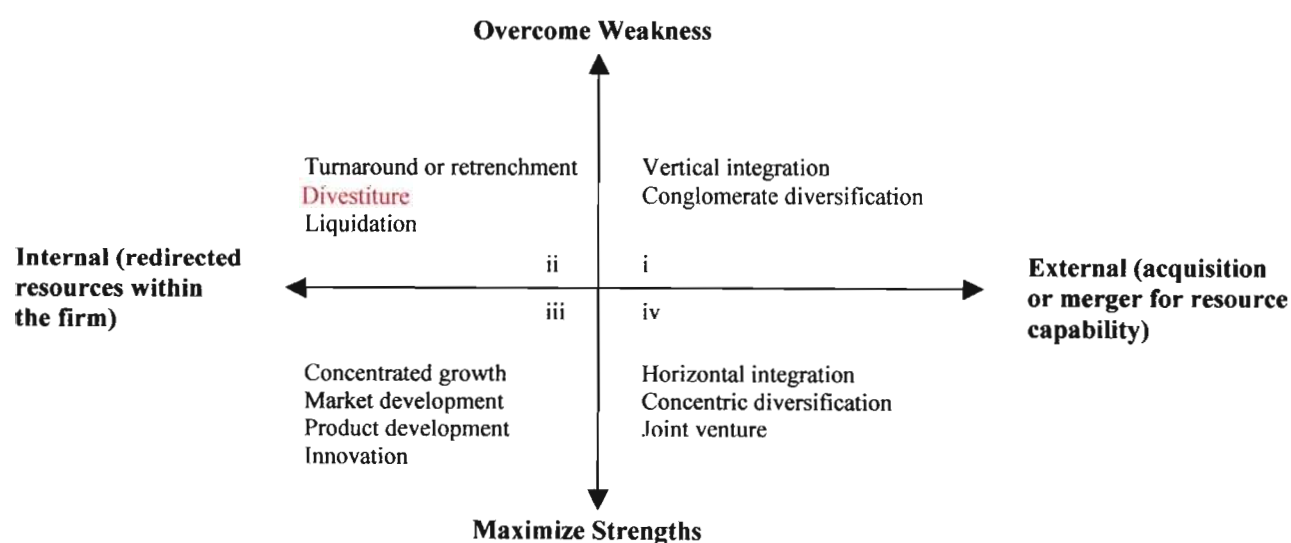 Overcome Weakness
Turnaround or retrenchment
Divestiture
Liquidation
Vertical integration
Conglomerate diversification
Internal (redirected
resources within
the firm)
ii
i
iii
iv
External (acquisition
or merger for resource
capability)
Concentrated growth
Market development
Product development
Innovation
Horizontal integration
Concentric diversification
Joint venture
Maximize Strengths